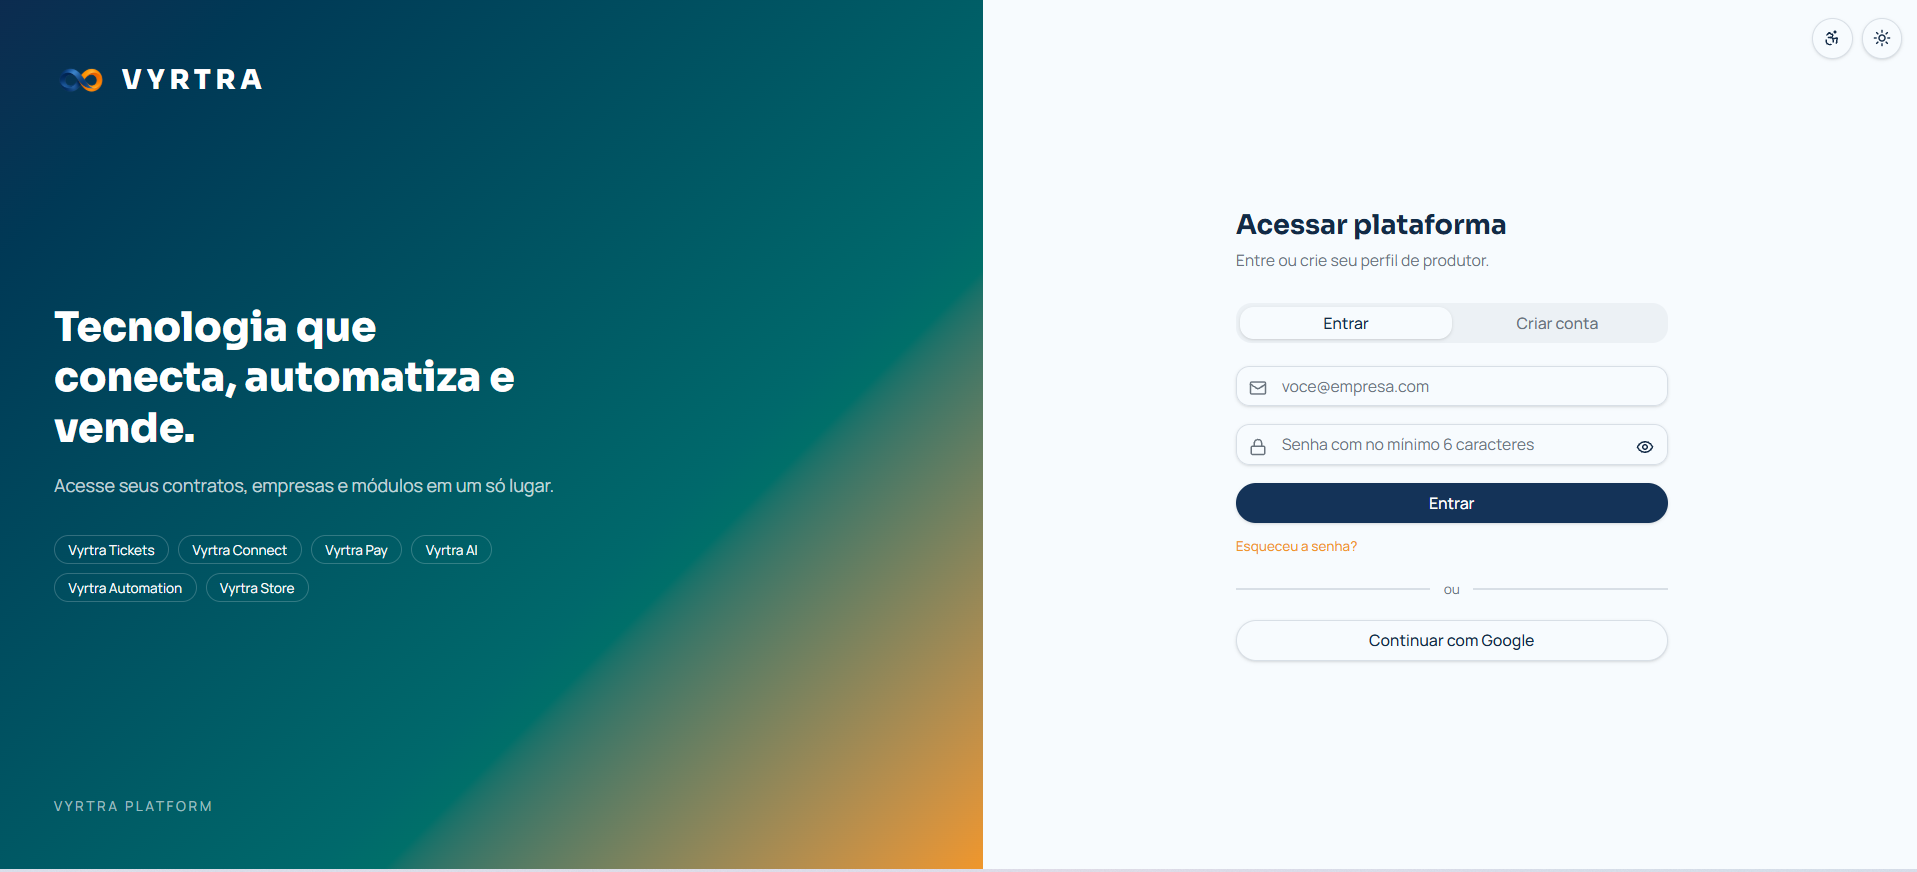 VYRTRA
Tecnologia que
conecta, automatiza e
vende.
Acesse seus contratos, empresas e módulos em um só lugar.
Vyrtra Tickets
Vyrtra Connect
Vyrtra Pay
Vyrtra AI
Vyrtra Automation
Vyrtra Store
VYRTRA PLATFORM
Acessar plataforma
Entre ou crie seu perfil de produtor.
Entrar
Criar conta
voce@empresa.com
Senha com no mínimo 6 caracteres
Entrar
Esqueceu a senha?
ou
Continuar com Google